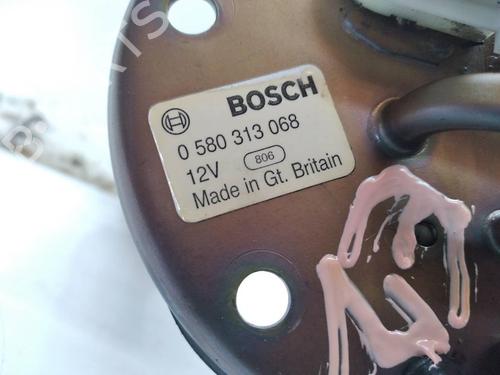 BOSCH
0 580 313 068
12V 806
Made in Gt. Britain